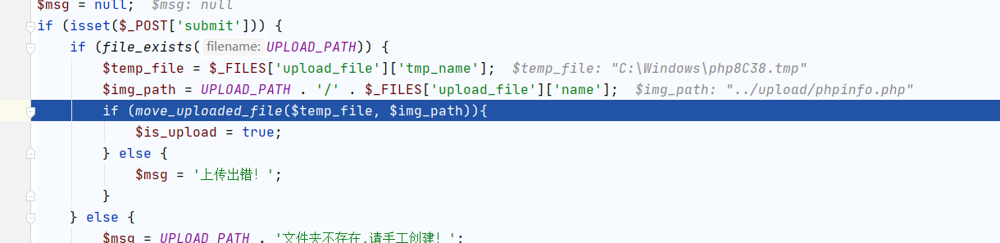 $msg = null;  $msg: null
if (isset($_POST['submit'])) {
    if (file_exists( filename: UPLOAD_PATH)) {
        $temp_file = $_FILES['upload_file']['tmp_name'];  $temp_file: "C:\Windows\php8C38.tmp"
        $img_path = UPLOAD_PATH . '/' . $_FILES['upload_file']['name'];  $img_path: "../upload/phpinfo.php"
        if (move_uploaded_file($temp_file, $img_path)){
            $is_upload = true;
        } else {
            $msg = '上传出错！';
        }
    } else {
        $msg = UPLOAD_PATH . '文件夹不存在,请手工创建！';